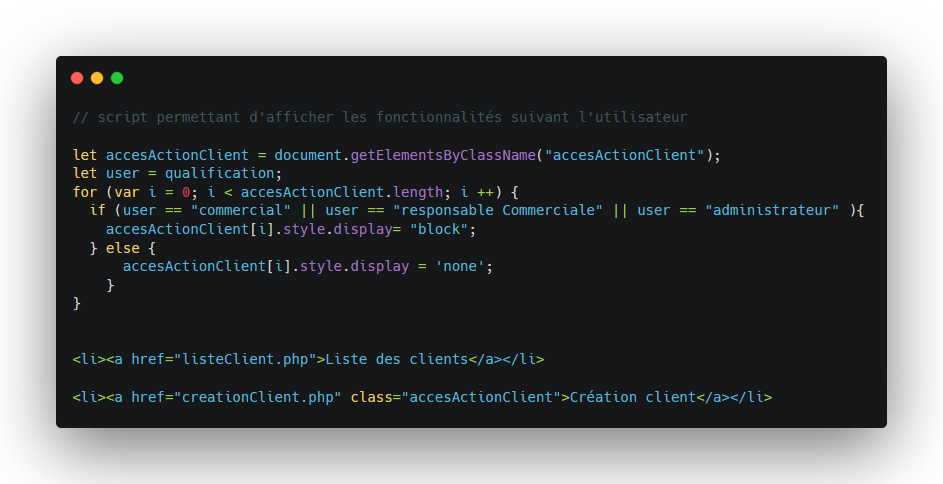 // script permettant d'afficher les fonctionnalités suivant l'utilisateur
let accesActionClient = document.getElementsByClassName("accesActionClient");
let user = qualification;
for (var i = 0; i < accesActionClient.length; i ++) {
if (user == "commercial" || user == "responsable Commerciale" || user == "administrateur" ){
accesActionClient[i].style.display= "block";
} else {
accesActionClient[i].style.display = 'none';
}
}
<li><a href="listeClient.php">Liste des clients</a></li>
<li><a href="creationClient.php" class="accesActionClient">Création client</a></li>